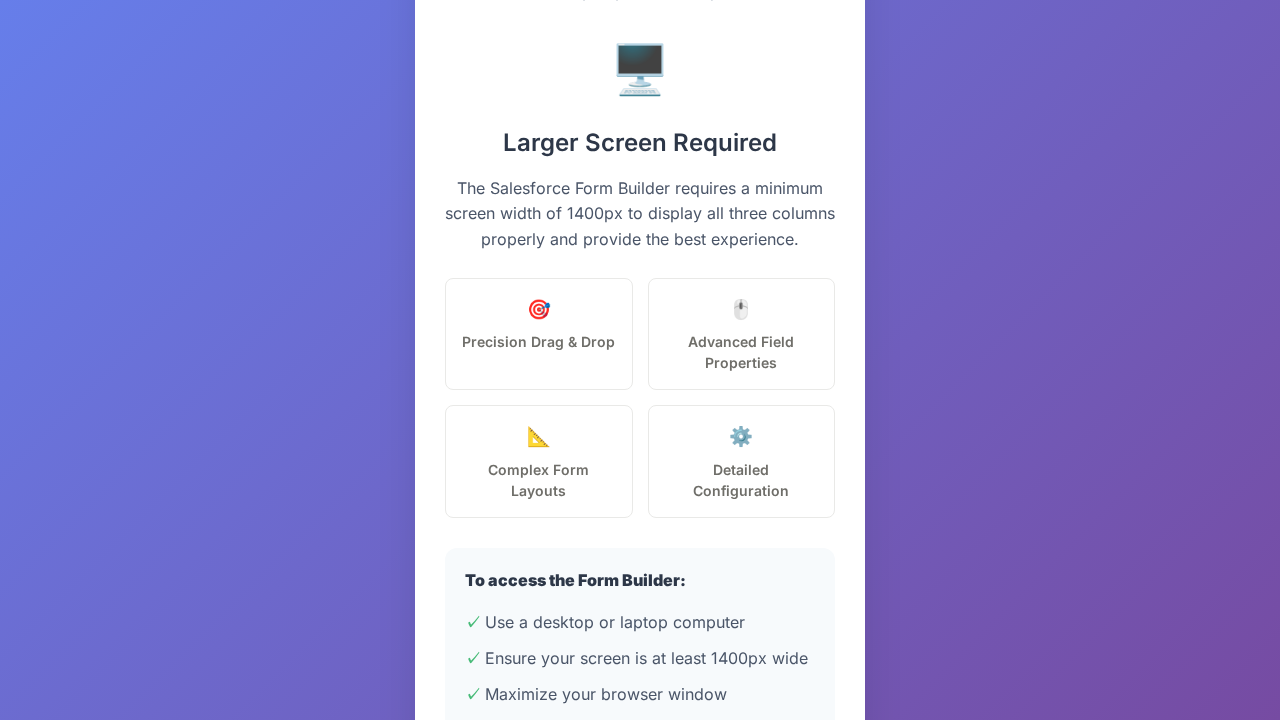 Larger Screen Required
The Salesforce Form Builder requires a minimum
screen width of 1400px to display all three columns
properly and provide the best experience.
Precision Drag & Drop
Advanced Field
Properties
Complex Form
Layouts
Detailed
Configuration
To access the Form Builder:
✓ Use a desktop or laptop computer
✓ Ensure your screen is at least 1400px wide
✓ Maximize your browser window